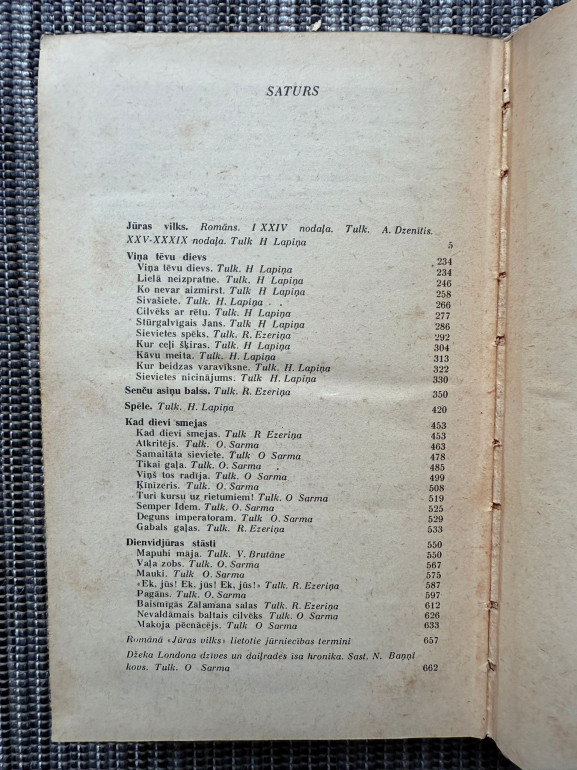 SATURS
Jūras vilks. Romāns. I XXIV nodaļa. Tulk. A. Dzenītis.
XXV-XXXIX nodaļa. Tulk H Lapiņa 5
Viņa tēvu dievs 234
Viņa tēvu dievs. Tulk. H Lapiņa 234
Lielā neizpratne. Tulk. H Lapiņa 246
Ko nevar aizmirst. Tulk H Lapiņa 258
Sivašiete. Tulk. H. Lapiņa 266
Cilvēks ar rētu. Tulk. H Lapiņa 277
Stūrgalvīgais Jans. Tulk H Lapiņa 286
Sievietes spēks. Tulk. R. Ezeriņa 292
Kur ceļi šķiras. Tulk. H Lapiņa 304
Kāvu meita. Tulk. H. Lapiņa 313
Kur beidzas varavīksne. Tulk. H Lapiņa 322
Sievietes nicinājums. Tulk H Lapiņa 330
Senču asiņu balss. Tulk. R. Ezeriņa 350
Spēle. Tulk. H. Lapiņa 420
Kad dievi smejas 453
Kad dievi smejas. Tulk R Ezeriņa 453
Atkritējs. Tulk. O. Sarma 463
Samaitāta sieviete. Tulk O Sarma 478
Tikai gaļa. Tulk. O. Sarma 485
Viņš tos radīja. Tulk. O Sarma 499
Ķīnīzeris. Tulk. O. Sarma 508
Turi kursu uz rietumiem! Tulk. O Sarma 519
Semper Idem. Tulk. O. Sarma 525
Deguns imperatoram. Tulk. O Sarma 529
Gabals gaļas. Tulk. R. Ezeriņa 533
Dienvidjūras stāsti 550
Mapuhi māja. Tulk. V. Brutāne 550
Vaļa zobs. Tulk. O. Sarma 567
Mauki. Tulk O. Sarma 575
«Ek, jūs! Ek, jūs! Ek, jūs!» Tulk. R. Ezeriņa 587
Pagāns. Tulk. O Sarma 597
Baismīgās Zālamana salas Tulk. R. Ezeriņa 612
Nevaldāmais baltais cilvēks Tulk. O Sarma 626
Makoja pēcnācējs. Tulk O Sarma 633
Romānā «Jūras vilks» lietotie jūrniecības termini 657
Džeka Londona dzīves un daiļrades īsa hronika. Sast. N. Baņņi
kovs. Tulk. O Sarma 662